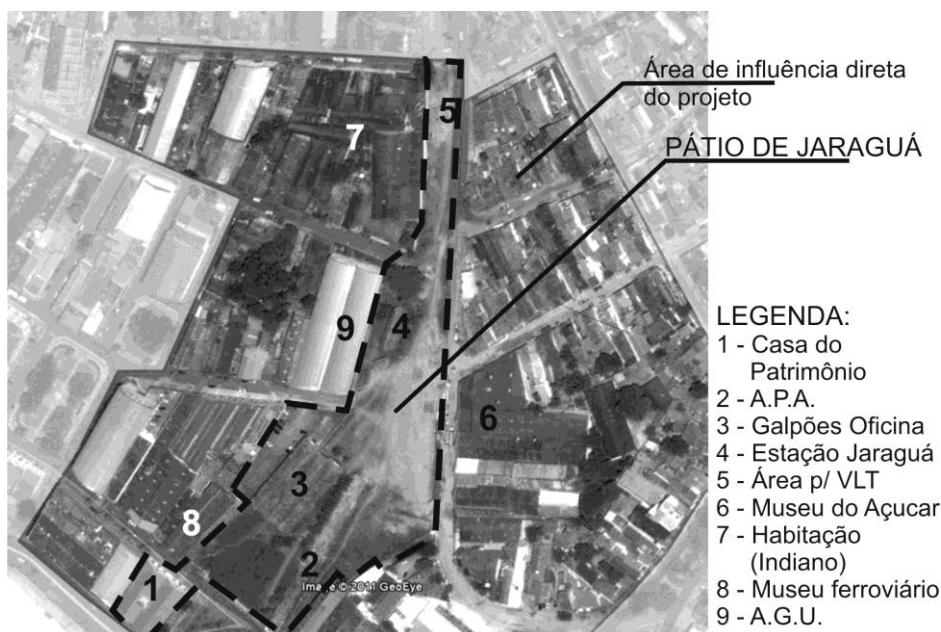 Área de influência direta
do projeto
PÁTIO DE JARAGUÁ
5
7
9
4
6
3
8
2
1
Image © 2011 GeoEye
LEGENDA:
1 - Casa do
Patrimônio
2 - A.P.A.
3 - Galpões Oficina
4 - Estação Jaraguá
5 - Área p/ VLT
6 - Museu do Açucar
7 - Habitação
(Indiano)
8 - Museu ferroviário
9 - A.G.U.